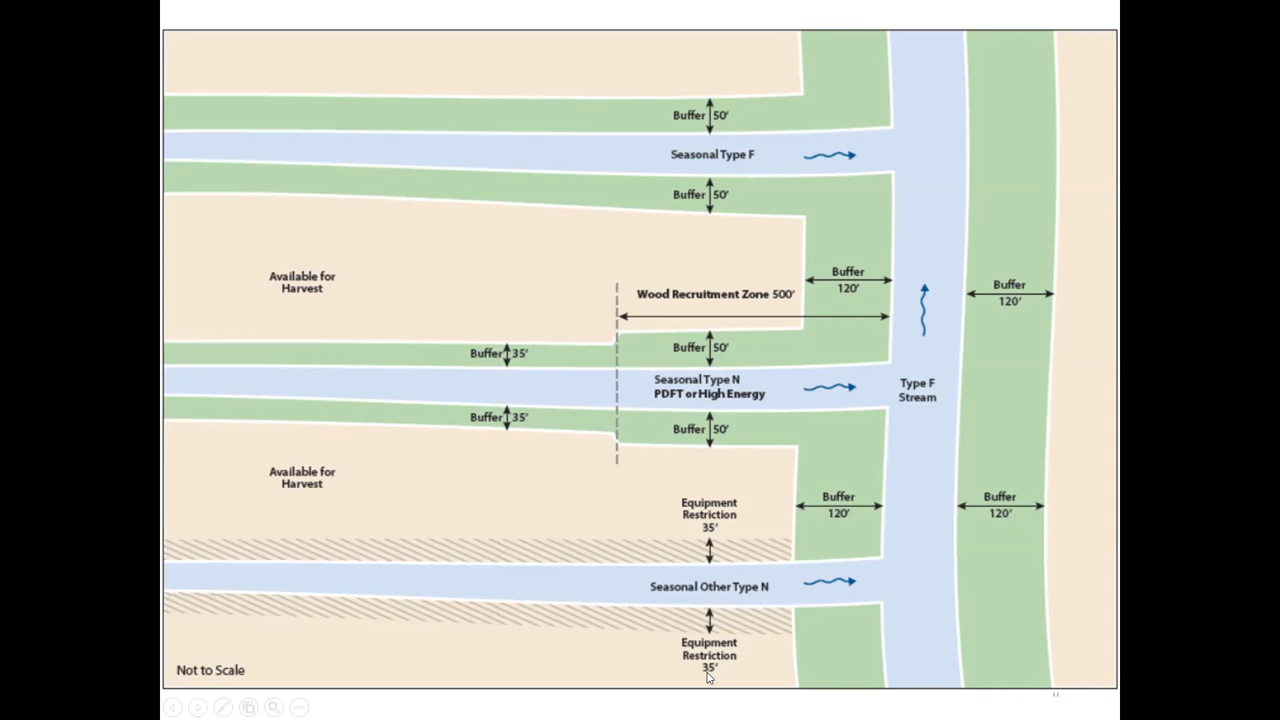 Buffer 50'
Seasonal Type F
Buffer 50'
Available for
Harvest
Buffer
120'
Buffer
120'
Wood Recruitment Zone 500'
Buffer 35'
Buffer 50'
Seasonal Type N
PDFT or High Energy
Type F
Stream
Buffer 35'
Buffer 50'
Available for
Harvest
Equipment
Restriction
35'
Buffer
120'
Buffer
120'
Seasonal Other Type N
Equipment
Restriction
35'
Not to Scale